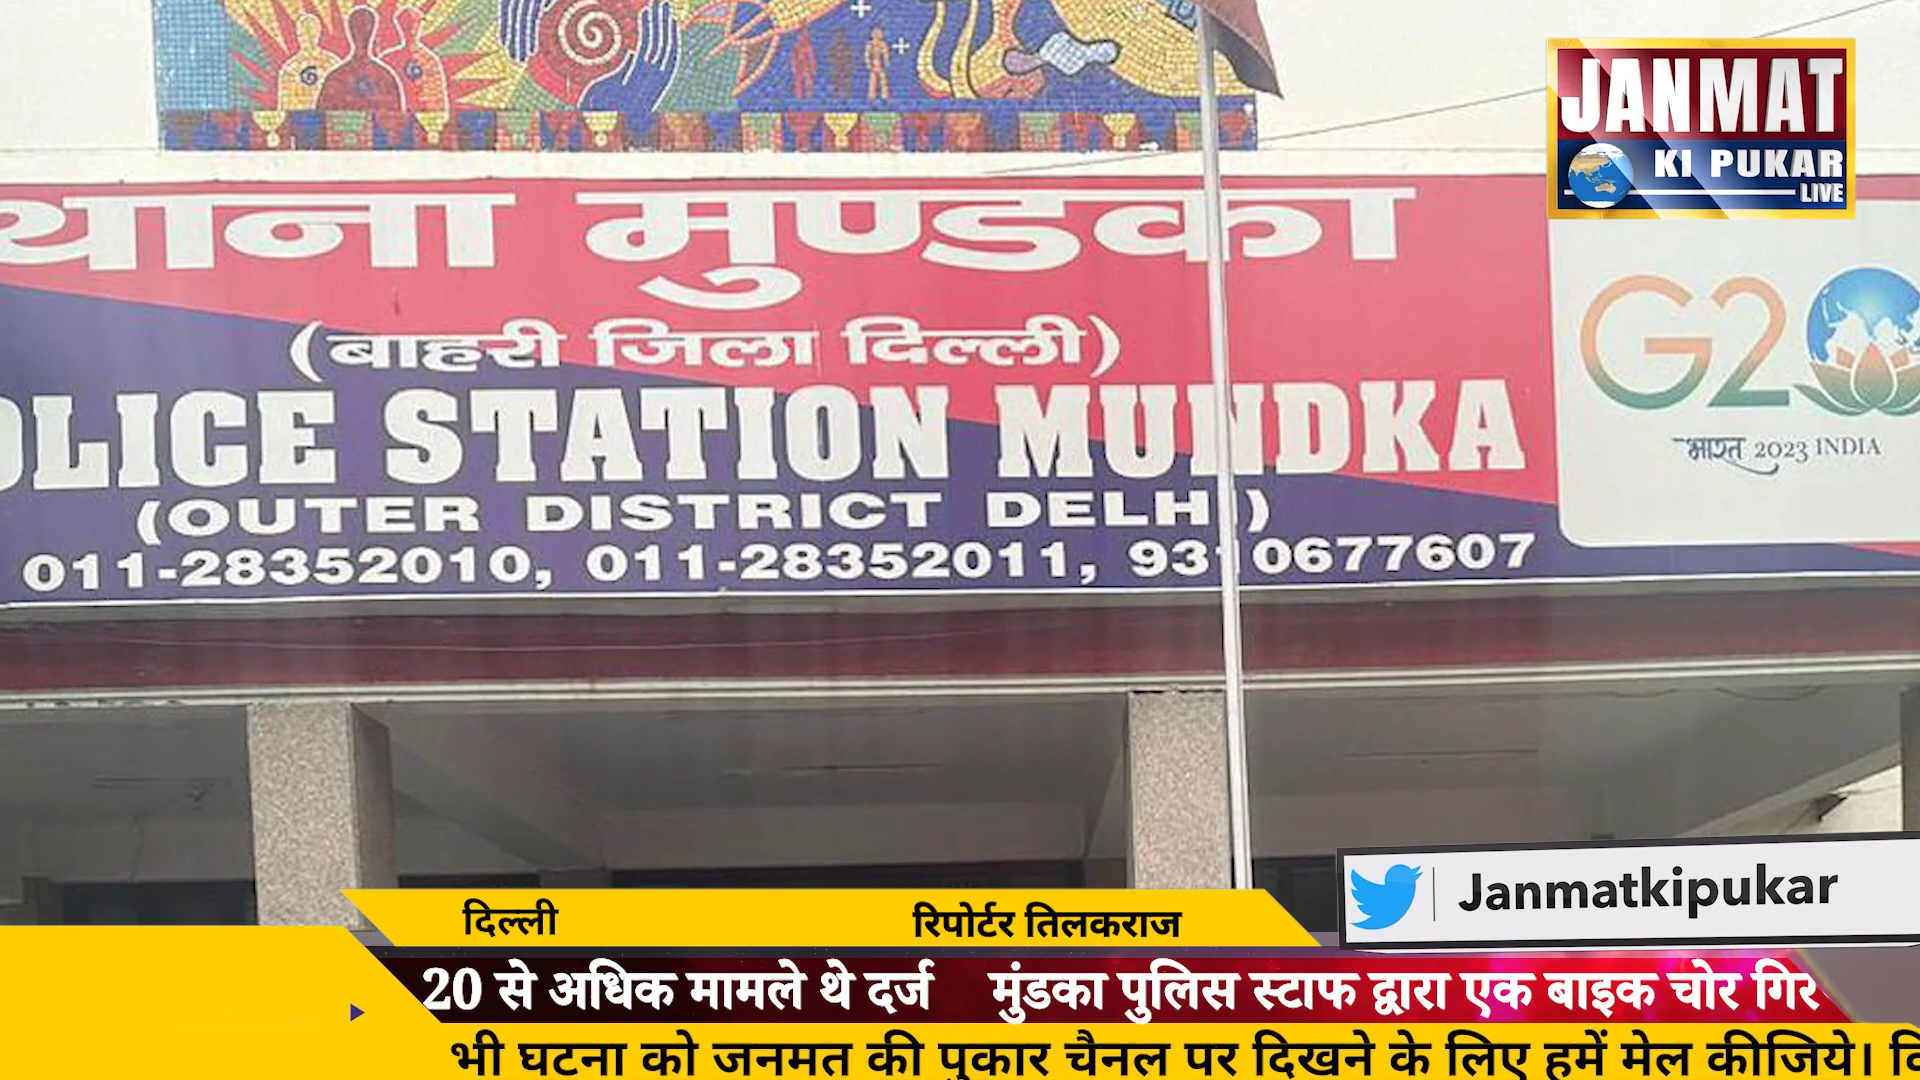 JANMAT
KI PUKAR
LIVE
थाना मुण्डका
(बाहरी जिला दिल्ली)
OLICE STATION MUNDKA
(OUTER DISTRICT DELHI)
011-28352010, 011-28352011, 9310677607
G20
भारत 2023 INDIA
Janmatkipukar
दिल्ली रिपोर्टर तिलकराज
20 से अधिक मामले थे दर्ज मुंडका पुलिस स्टाफ द्वारा एक बाइक चोर गिर
भी घटना को जनमत की पुकार चैनल पर दिखने के लिए हमें मेल कीजिये।